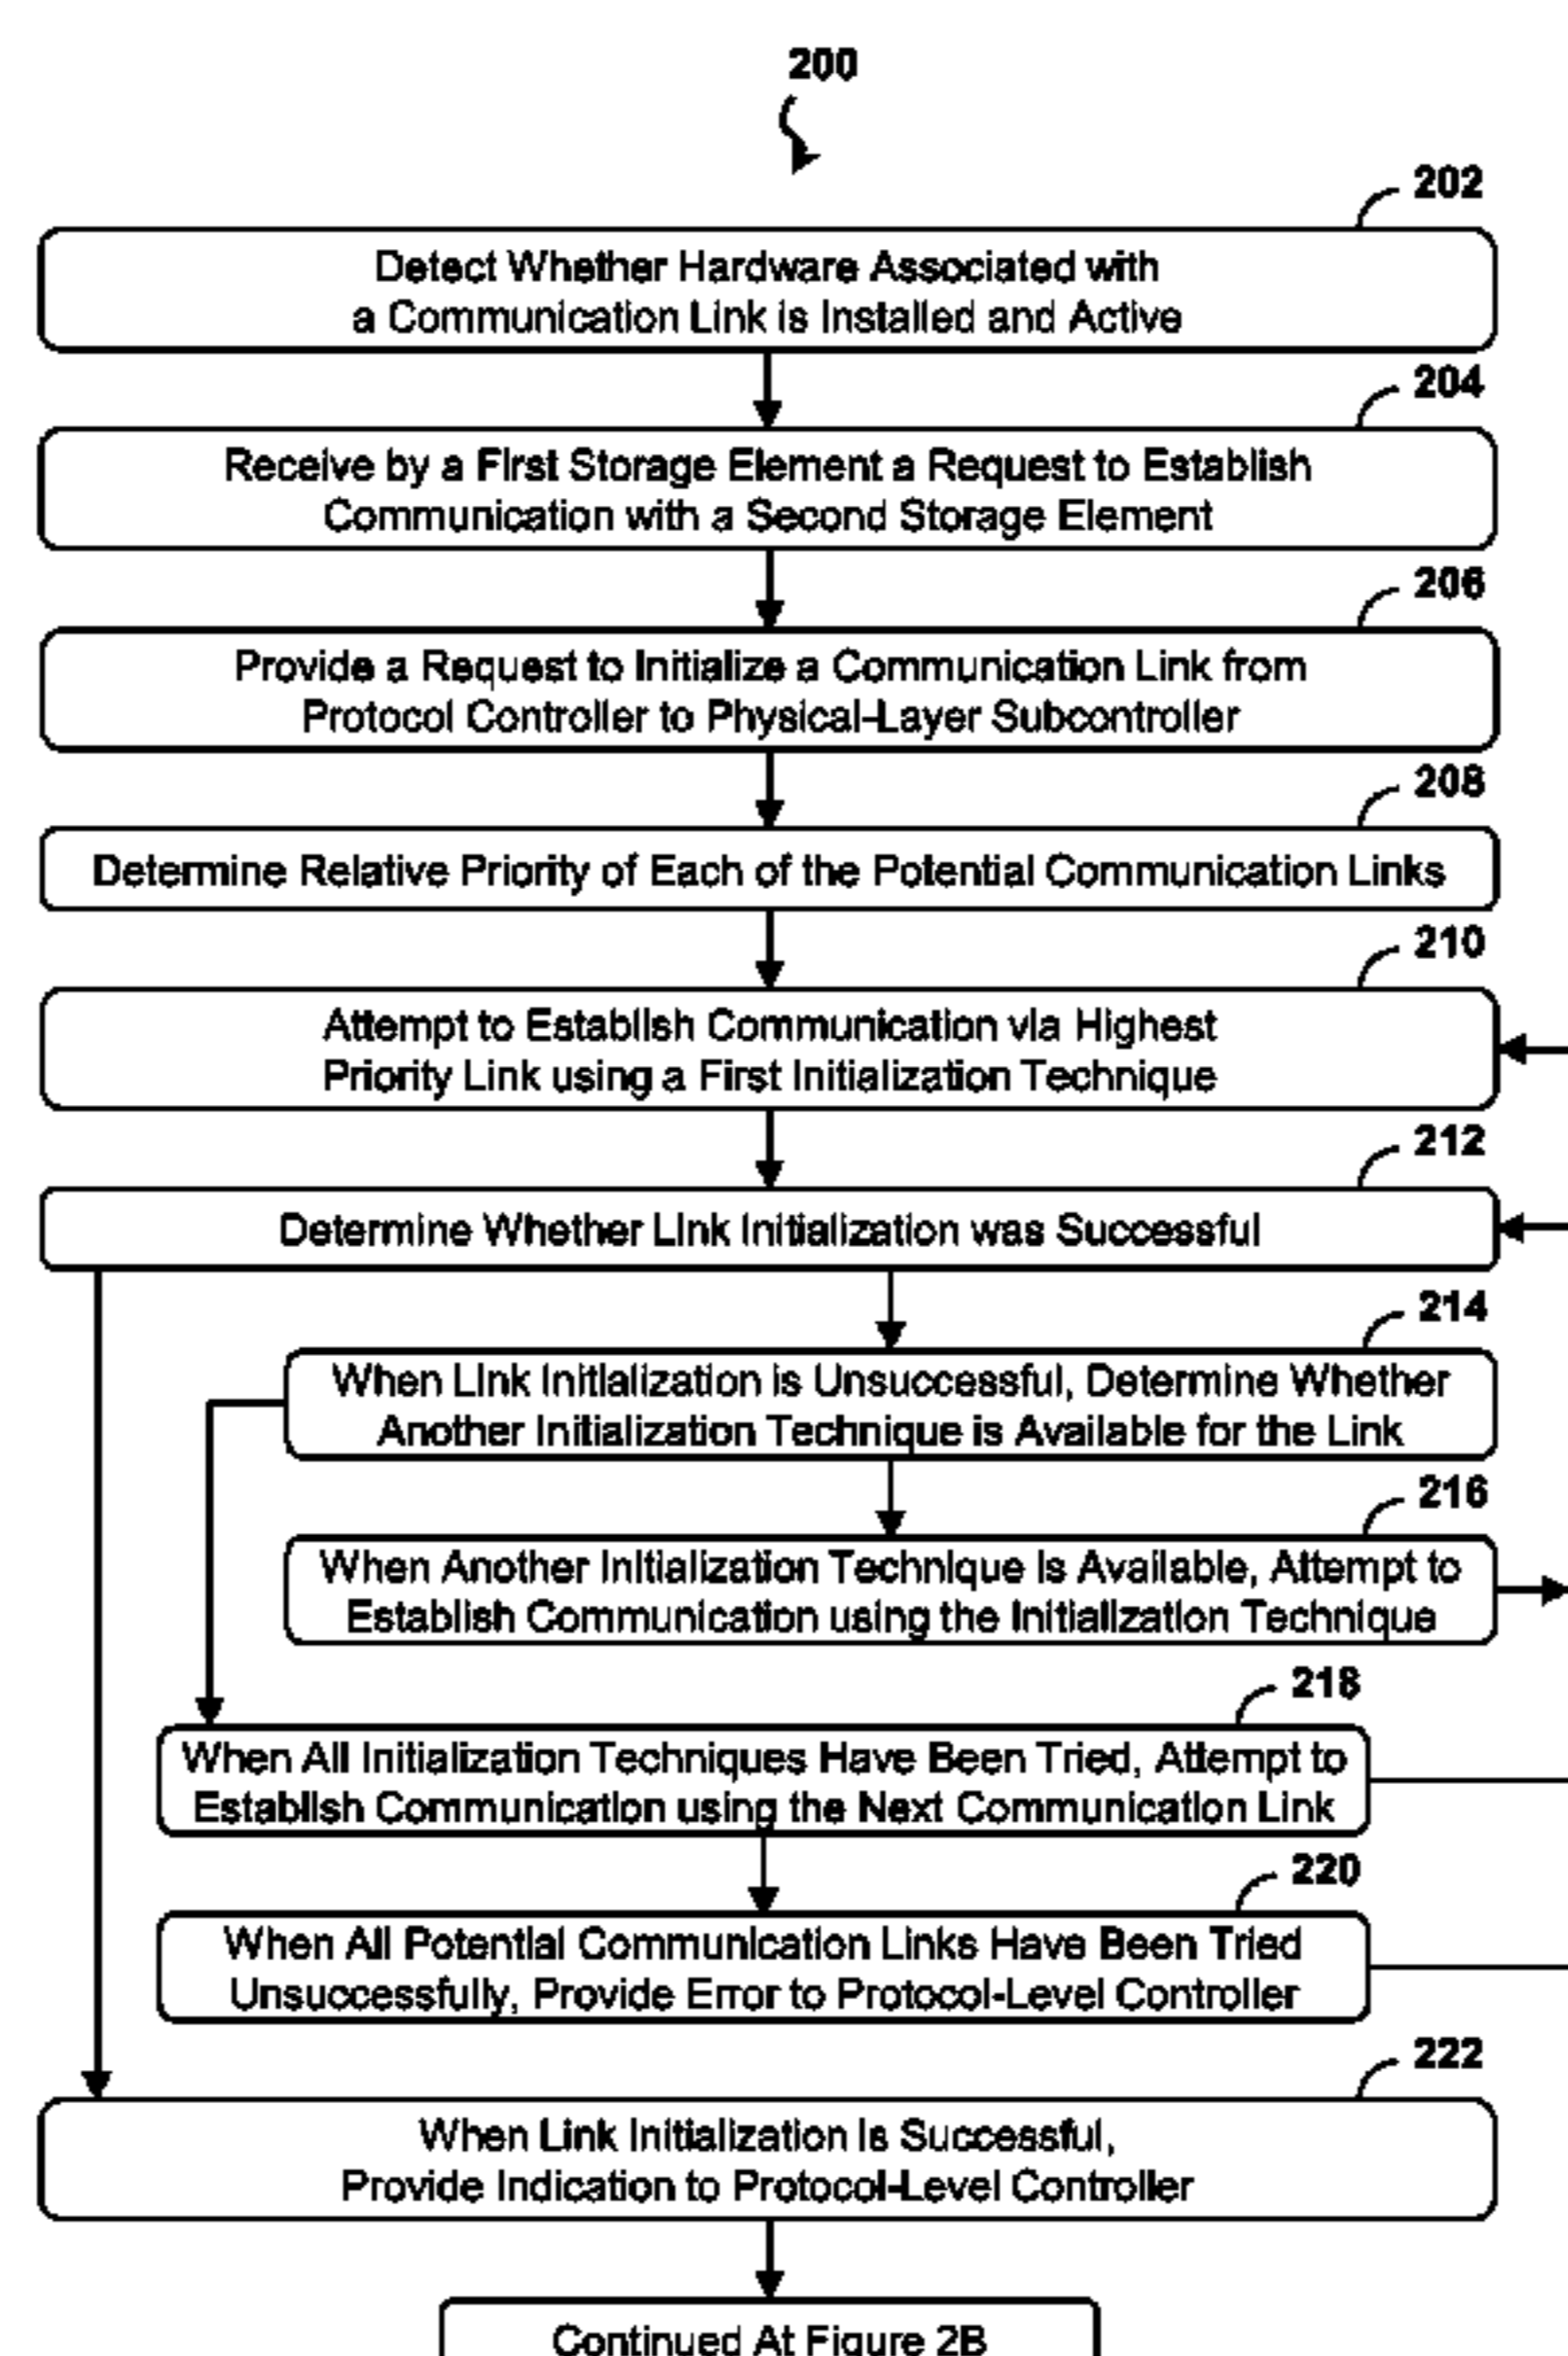 200
202
Detect Whether Hardware Associated with
a Communication Link is Installed and Active
204
Receive by a First Storage Element a Request to Establish
Communication with a Second Storage Element
206
Provide a Request to Initialize a Communication Link from
Protocol Controller to Physical-Layer Subcontroller
208
Determine Relative Priority of Each of the Potential Communication Links
210
Attempt to Establish Communication via Highest
Priority Link using a First Initialization Technique
212
Determine Whether Link Initialization was Successful
214
When Link Initialization is Unsuccessful, Determine Whether
Another Initialization Technique is Available for the Link
216
When Another Initialization Technique is Available, Attempt to
Establish Communication using the Initialization Technique
218
When All Initialization Techniques Have Been Tried, Attempt to
Establish Communication using the Next Communication Link
220
When All Potential Communication Links Have Been Tried
Unsuccessfully, Provide Error to Protocol-Level Controller
222
When Link Initialization is Successful,
Provide Indication to Protocol-Level Controller
Continued At Figure 2B